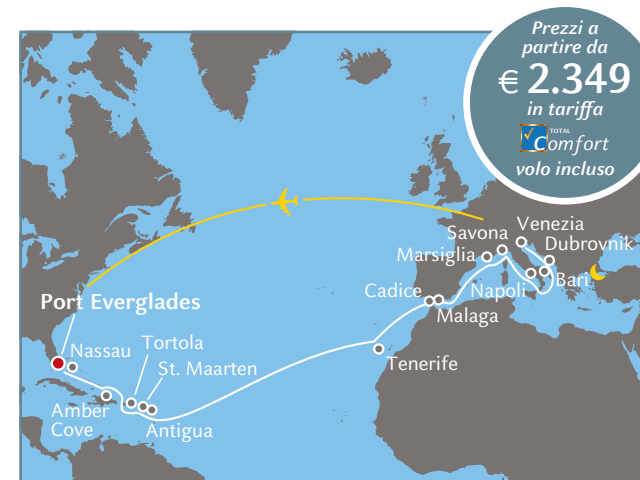 Prezzi a
partire da
€ 2.349
in tariffa
TOTAL
Comfort
volo incluso
Venezia
Savona
Dubrovnik
Marsiglia
Cadice
Napoli
Bari
Malaga
Port Everglades
Tortola
Nassau
St. Maarten
Tenerife
Amber
Cove
Antigua